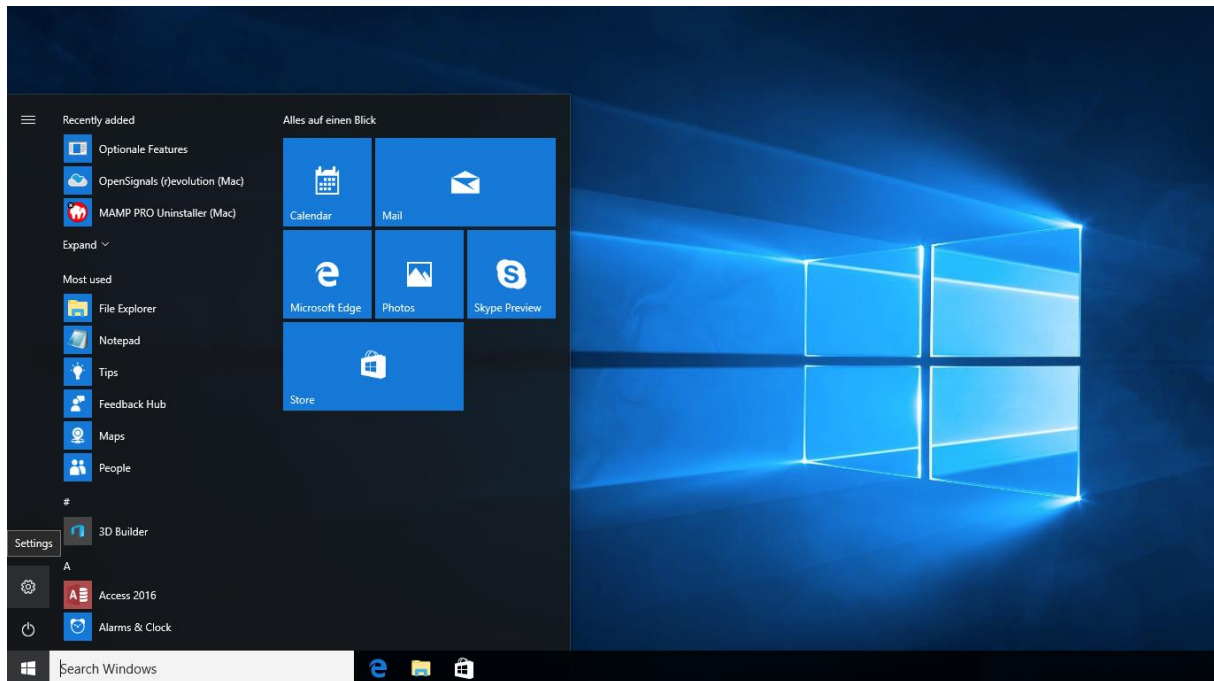 Recently added
Optionale Features
OpenSignals (r)evolution (Mac)
MAMP PRO Uninstaller (Mac)
Expand
Most used
File Explorer
Notepad
Tips
Feedback Hub
Maps
People
#
3D Builder
Settings
A
Access 2016
Alarms & Clock
Alles auf einen Blick
Calendar
Mail
Microsoft Edge
Photos
Skype Preview
Store
Search Windows